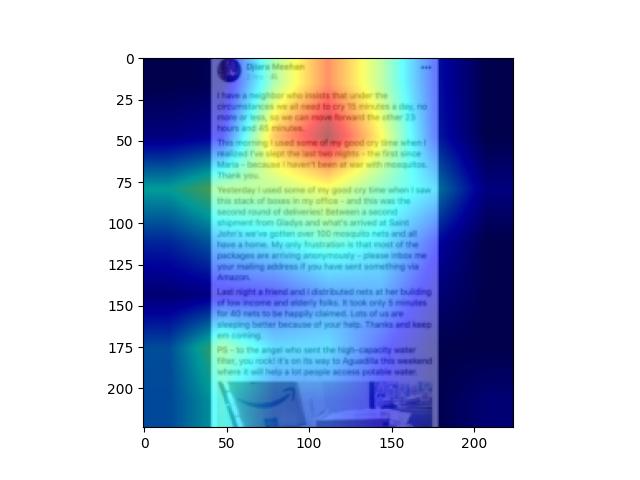 Djiara Meehan
2 hrs
I have a neighbor who insists that under the
circumstances we all need to cry 15 minutes a day, no
more or less, so we can move forward the other 23
hours and 45 minutes.
This morning I used some of my good cry time when I
realized I've slept the last two nights - the first since
Maria - because I haven't been at war with mosquitos.
Thank you.
Yesterday I used some of my good cry time when I saw
this stack of boxes in my office - and this was the
second round of deliveries! Between a second
shipment from Gladys and what's arrived at Saint
John's we've gotten over 100 mosquito nets and all
have a home. My only frustration is that most of the
packages are arriving anonymously - please inbox me
your mailing address if you have sent something via
Amazon.
Last night a friend and I distributed nets at her building
of low income and elderly folks. It took only 5 minutes
for 40 nets to be happily claimed. Lots of us are
sleeping better because of your help. Thanks and keep
em coming.
PS - to the angel who sent the high-capacity water
filter, you rock! it's on its way to Aguadilla this weekend
where it will help a lot people access potable water.
0
25
50
75
100
125
150
175
200
0
50
100
150
200